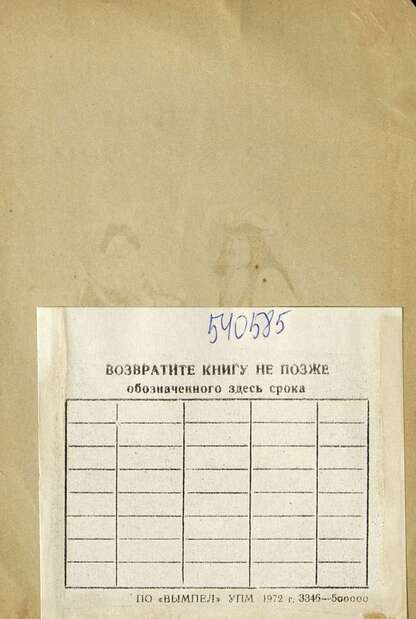 540585
ВОЗВРАТИТЕ КНИГУ НЕ ПОЗЖЕ
обозначенного здесь срока
ПО «ВЫМПЕЛ» УПМ 1972 г. 3346—500000